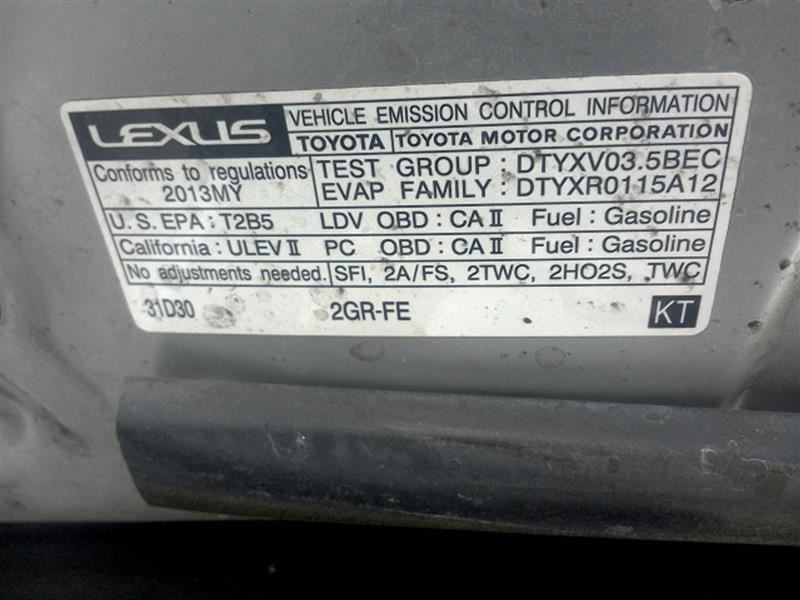 LEXUS VEHICLE EMISSION CONTROL INFORMATION
TOYOTA TOYOTA MOTOR CORPORATION
Conforms to regulations TEST GROUP : DTYXV03.5BEC
2013MY EVAP FAMILY : DTYXR0115A12
U.S. EPA : T2B5 LDV OBD : CA II Fuel : Gasoline
California : ULEV II PC OBD : CA II Fuel : Gasoline
No adjustments needed. SFI, 2A/FS, 2TWC, 2HO2S, TWC
31D30 2GR-FE KT